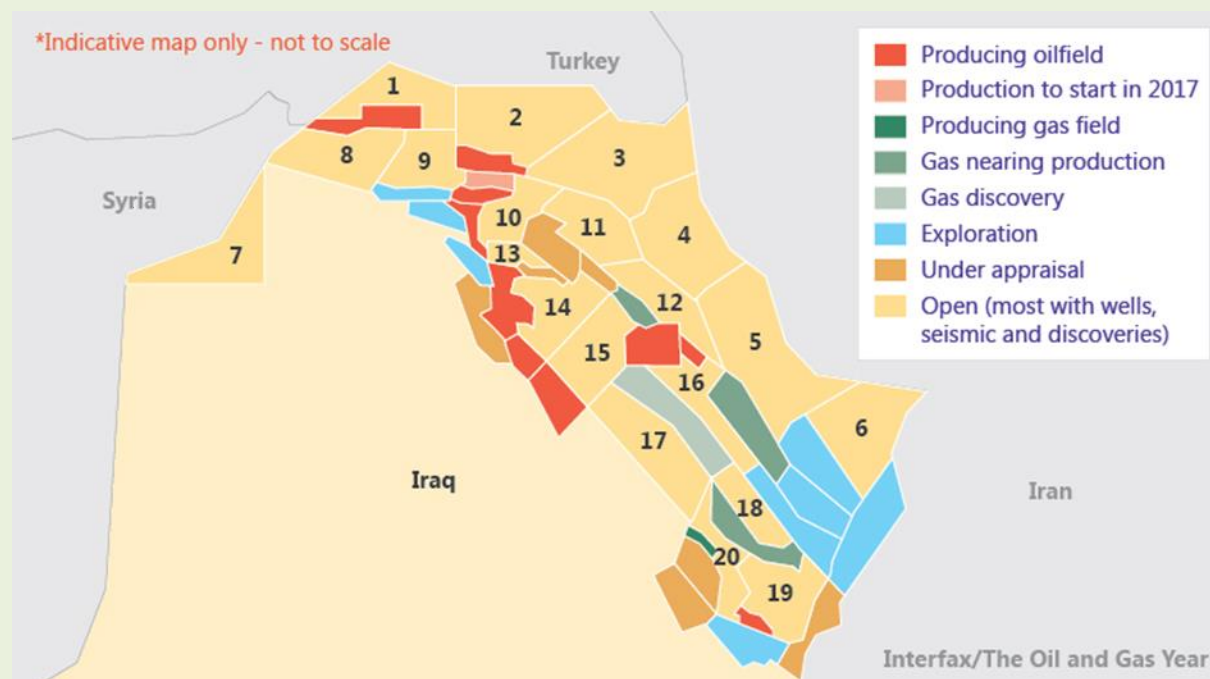 *Indicative map only - not to scale
Turkey
Syria
Iraq
Iran
1
2
3
4
5
6
7
8
9
10
11
12
13
14
15
16
17
18
19
20
Producing oilfield
Production to start in 2017
Producing gas field
Gas nearing production
Gas discovery
Exploration
Under appraisal
Open (most with wells,
seismic and discoveries)
Interfax/The Oil and Gas Year